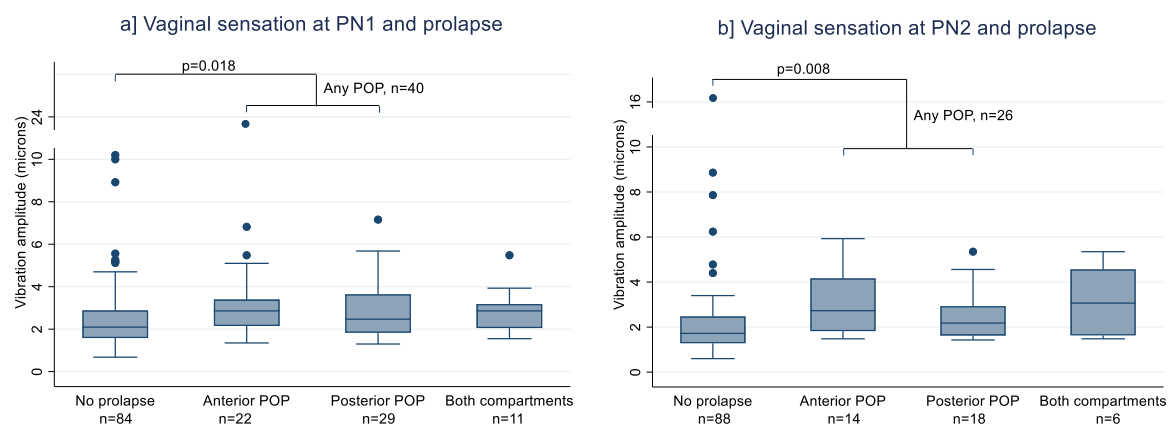 a] Vaginal sensation at PN1 and prolapse
p=0.018
Any POP, n=40
Vibration amplitude (microns)
24
10
8
6
4
2
0
No prolapse
n=84
Anterior POP
n=22
Posterior POP
n=29
Both compartments
n=11
b] Vaginal sensation at PN2 and prolapse
p=0.008
Any POP, n=26
Vibration amplitude (microns)
16
10
8
6
4
2
0
No prolapse
n=88
Anterior POP
n=14
Posterior POP
n=18
Both compartments
n=6